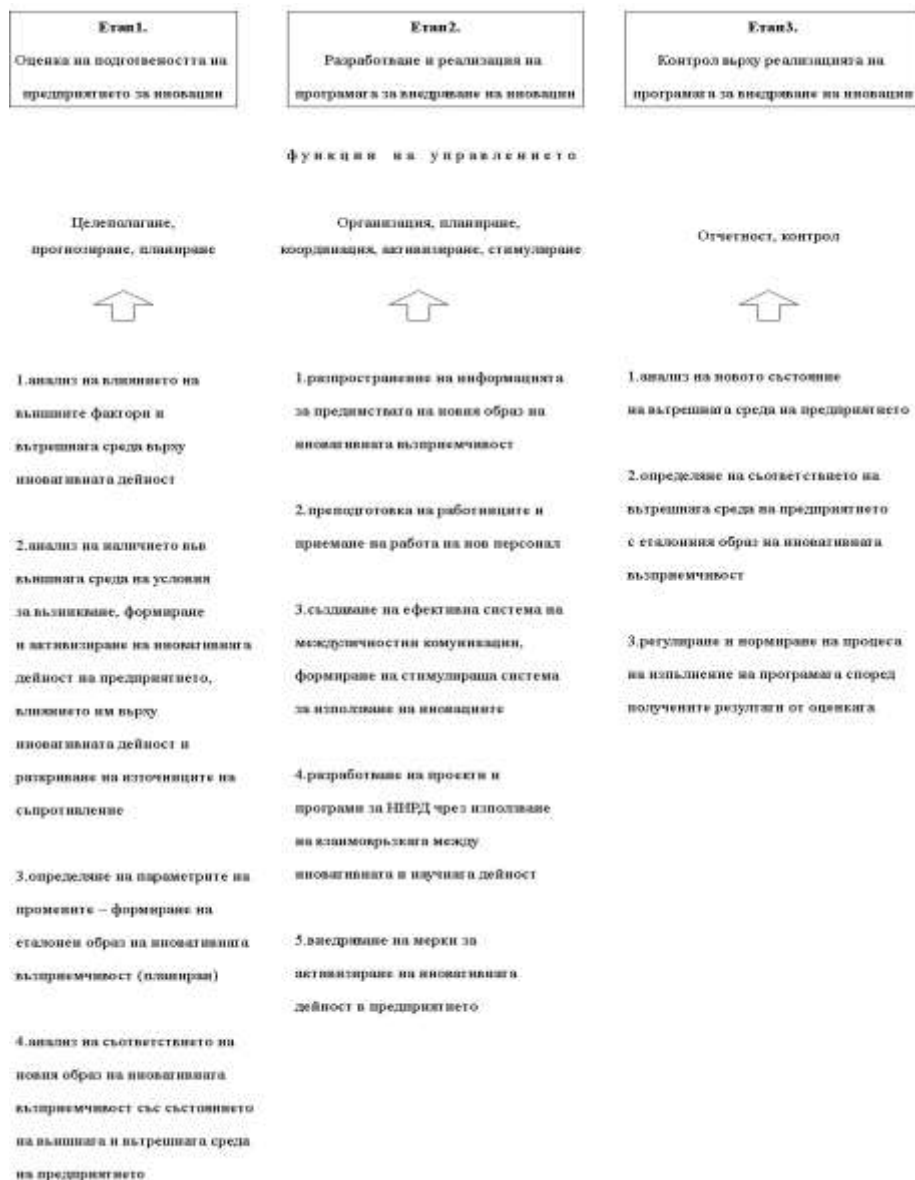 Етап1.
Оценка на подготвеността на
предприятието за иновации
Етап2.
Разработване и реализация на
програмата за внедряване на иновации
Етап3.
Контрол върху реализацията на
програмата за внедряване на иновации
функции на управлението
Целеполагане,
прогнозиране, планиране
Организация, планиране,
координация, активизиране, стимулиране
Отчетност, контрол
1.анализ на влиянието на
външните фактори и
вътрешната среда върху
иновативната дейност
2.анализ на наличието във
външната среда на условия
за възникване, формиране
и активизиране на иновативната
дейност на предприятието,
влиянието им върху
иновативната дейност и
разкриване на източниците на
съпротивление
3.определяне на параметрите на
промените – формиране на
еталонен образ на иновативната
възприемчивост (планиран)
4.анализ на съответствието на
новия образ на иновативната
възприемчивост със състоянието
на външната и вътрешната среда
на предприятието
1.разпространение на информацията
за предимствата на новия образ на
иновативната възприемчивост
2.преподготовка на работниците и
приемане на работа на нов персонал
3.създаване на ефективна система на
междуличностни комуникации,
формиране на стимулираща система
за използване на иновациите
4.разработване на проекти и
програми за НИРД чрез използване
на взаимовръзката между
иновативната и научната дейност
5.внедряване на мерки за
активизиране на иновативната
дейност в предприятието
1.анализ на новото състояние
на вътрешната среда на предприятието
2.определяне на съответствието на
вътрешната среда на предприятието
с еталонния образ на иновативната
възприемчивост
3.регулиране и нормиране на процеса
на изпълнение на програмата според
получените резултати от оценката